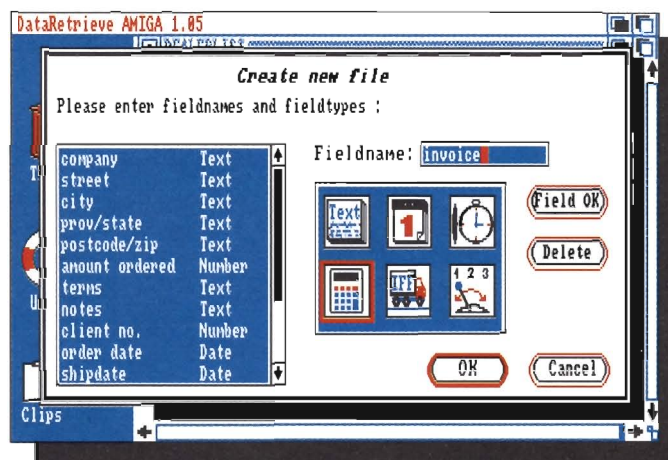 DataRetrieve AMIGA 1.05
Create new file
Please enter fieldnames and fieldtypes :
company Text
street Text
city Text
prov/state Text
postcode/zip Text
amount ordered Number
terms Text
notes Text
client no. Number
order date Date
shipdate Date
Fieldname: invoice
Text
1
IFF
1 2 3
Field OK
Delete
OK
Cancel
Clips